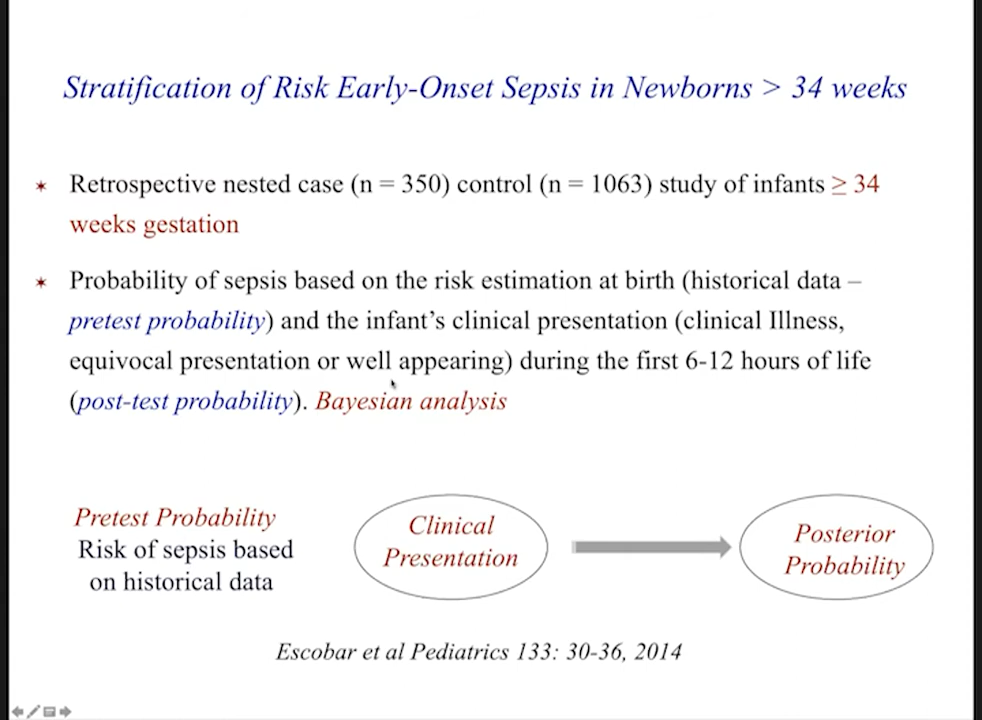 Stratification of Risk Early-Onset Sepsis in Newborns > 34 weeks
* Retrospective nested case (n = 350) control (n = 1063) study of infants ≥ 34
weeks gestation
* Probability of sepsis based on the risk estimation at birth (historical data –
pretest probability) and the infant's clinical presentation (clinical Illness,
equivocal presentation or well appearing) during the first 6-12 hours of life
(post-test probability). Bayesian analysis
Pretest Probability
Risk of sepsis based
on historical data
Clinical
Presentation
Posterior
Probability
Escobar et al Pediatrics 133: 30-36, 2014